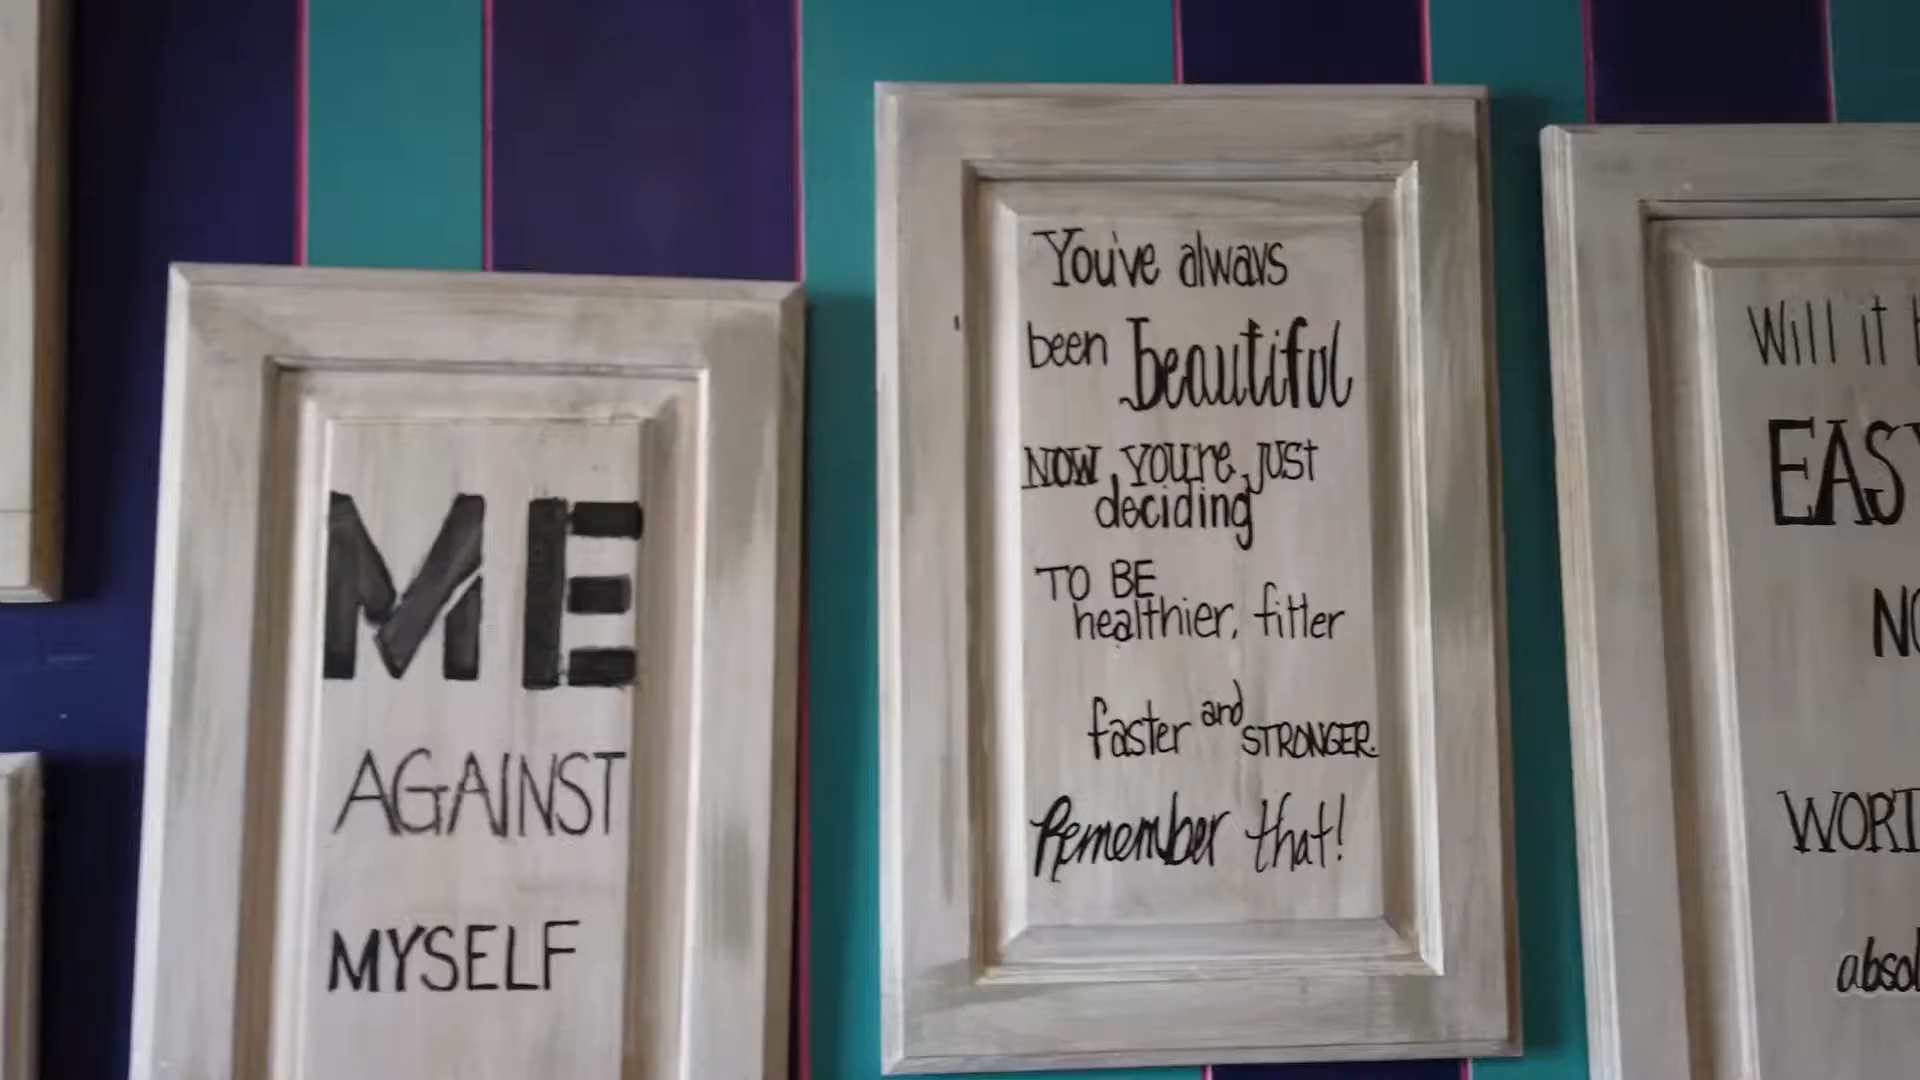 ME
AGAINST
MYSELF
You've always
been beautiful
NOW you're just
deciding
TO BE
healthier, fitter
faster and STRONGER.
Remember that!
Will it
EASY
NO
WORT
absol